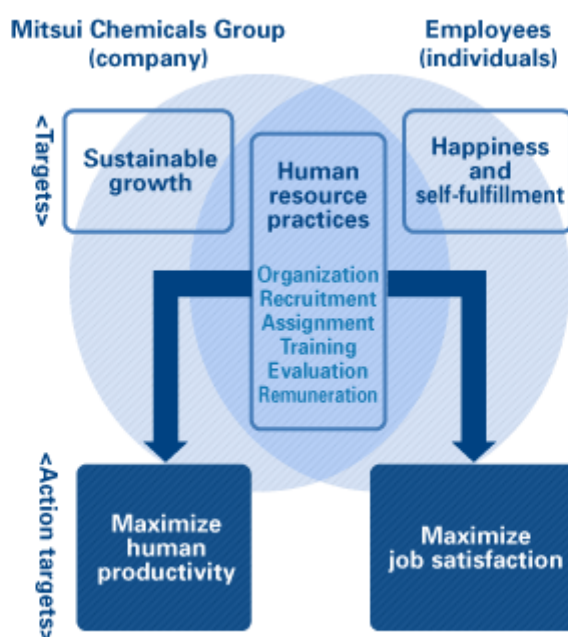 Mitsui Chemicals Group
(company)
Employees
(individuals)
<Targets>
Sustainable
growth
Human
resource
practices
Organization
Recruitment
Assignment
Training
Evaluation
Remuneration
Happiness
and
self-fulfillment
<Action targets>
Maximize
human
productivity
Maximize
job satisfaction